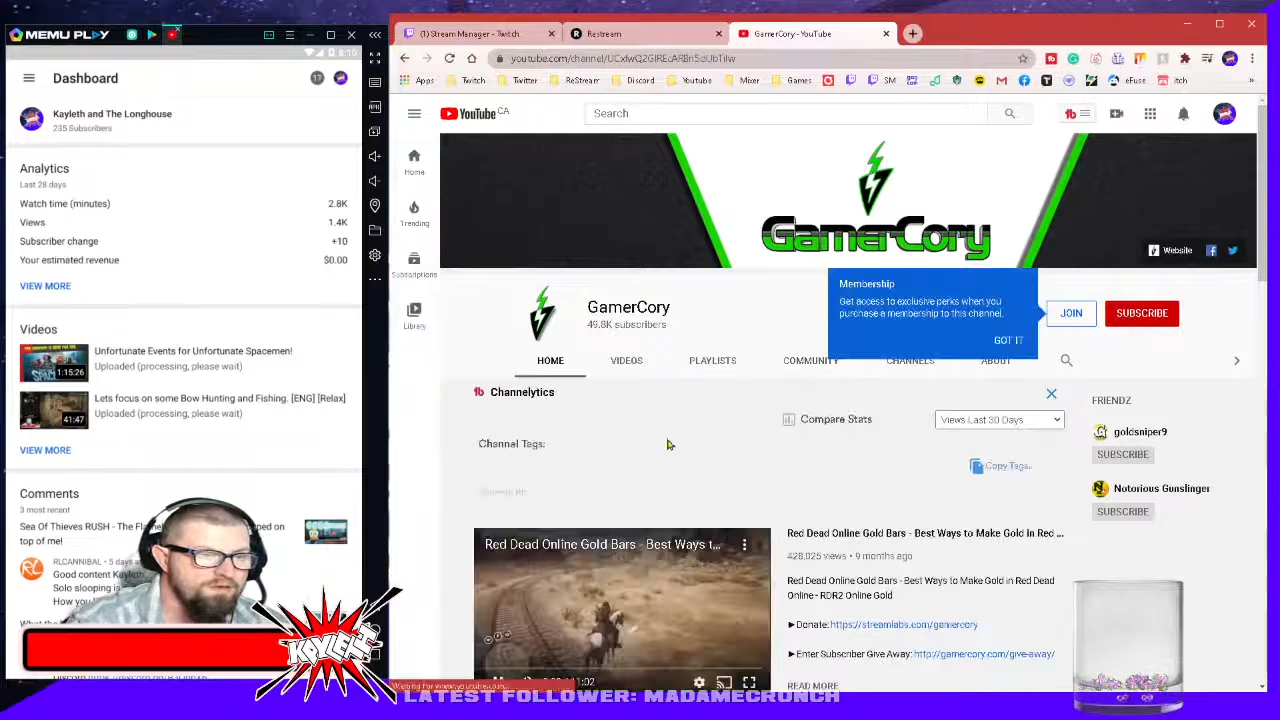 MEMU PLAY
8:10
Dashboard
17
Kayleth and The Longhouse
235 Subscribers
Analytics
Last 28 days
Watch time (minutes) 2.8K
Views 1.4K
Subscriber change +10
Your estimated revenue $0.00
VIEW MORE
Videos
1:15:26
Unfortunate Events for Unfortunate Spacemen!
Uploaded (processing, please wait)
41:47
Lets focus on some Bow Hunting and Fishing. [ENG] [Relax]
Uploaded (processing, please wait)
VIEW MORE
Comments
3 most recent
Sea Of Thieves RUSH - The
on
top of me!
RC
RLCANNIBAL • 5 days
Good content Kayleth
Solo slooping is
How
KAYLETH
(1) Stream Manager - Twitch
Restream
GamerCory - YouTube
Apps
Twitch
Twitter
ReStream
Discord
Youtube
Mixer
Games
SM
eFuse
itch
YouTube CA
Search
Home
Trending
Subscriptions
Library
GamerCory
Website
GamerCory
49.8K subscribers
Membership
Get access to exclusive perks when you
purchase a membership to this channel.
GOT IT
JOIN
SUBSCRIBE
HOME
VIDEOS
PLAYLISTS
COMMUNITY
CHANNELS
ABOUT
Channelytics
Compare Stats
Views Last 30 Days
Channel Tags:
Copy Tags..
FRIENDZ
goldsniper9
SUBSCRIBE
Notorious Gunslinger
SUBSCRIBE
Red Dead Online Gold Bars - Best Ways t...
Red Dead Online Gold Bars - Best Ways to Make Gold in Red ...
428,025 views • 9 months ago
Red Dead Online Gold Bars - Best Ways to Make Gold in Red Dead
Online - RDR2 Online Gold
►Donate: https://streamlabs.com/gamercory
►Enter Subscriber Give Away: http://gamercory.com/give-away/
READ MORE
LATEST FOLLOWER: MADAMECRUNCH